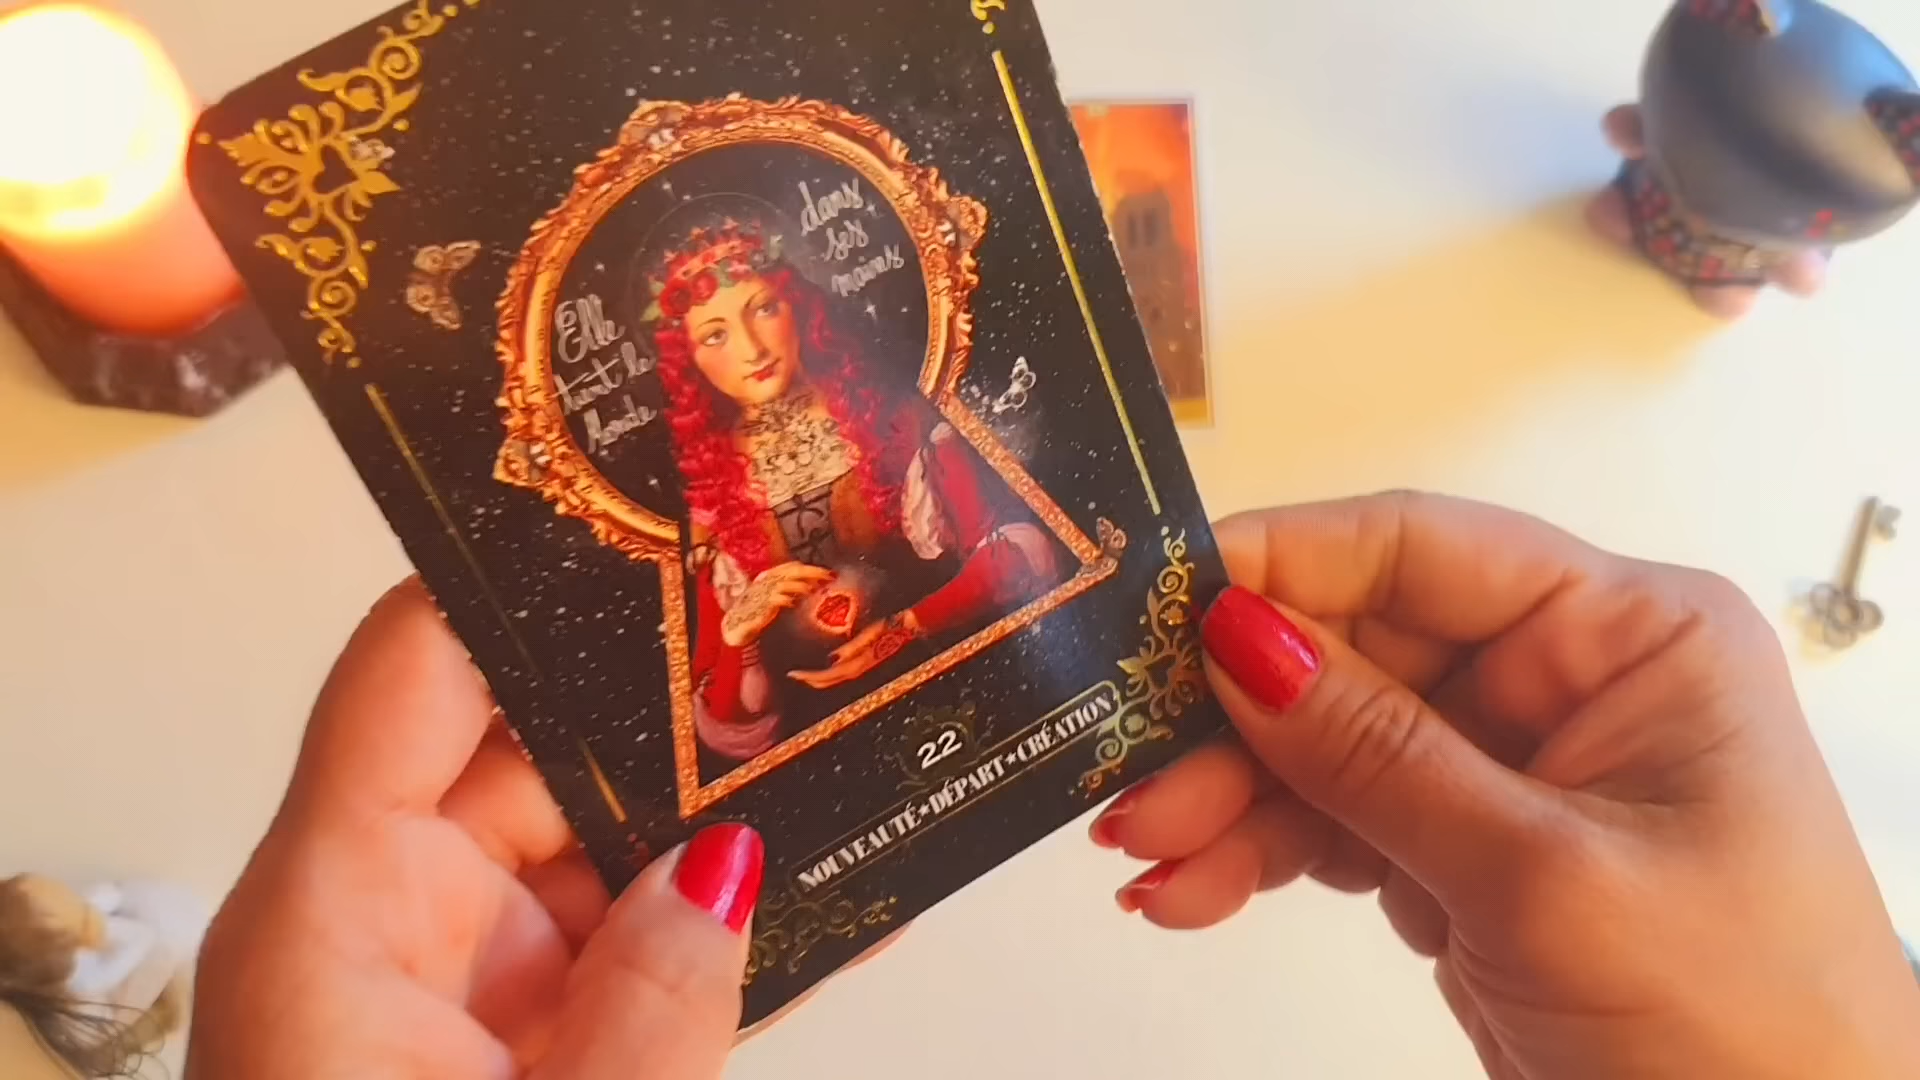 Elle
tient le
Monde
dans
ses
mains
22
NOUVEAUTÉ★DÉPART★CRÉATION